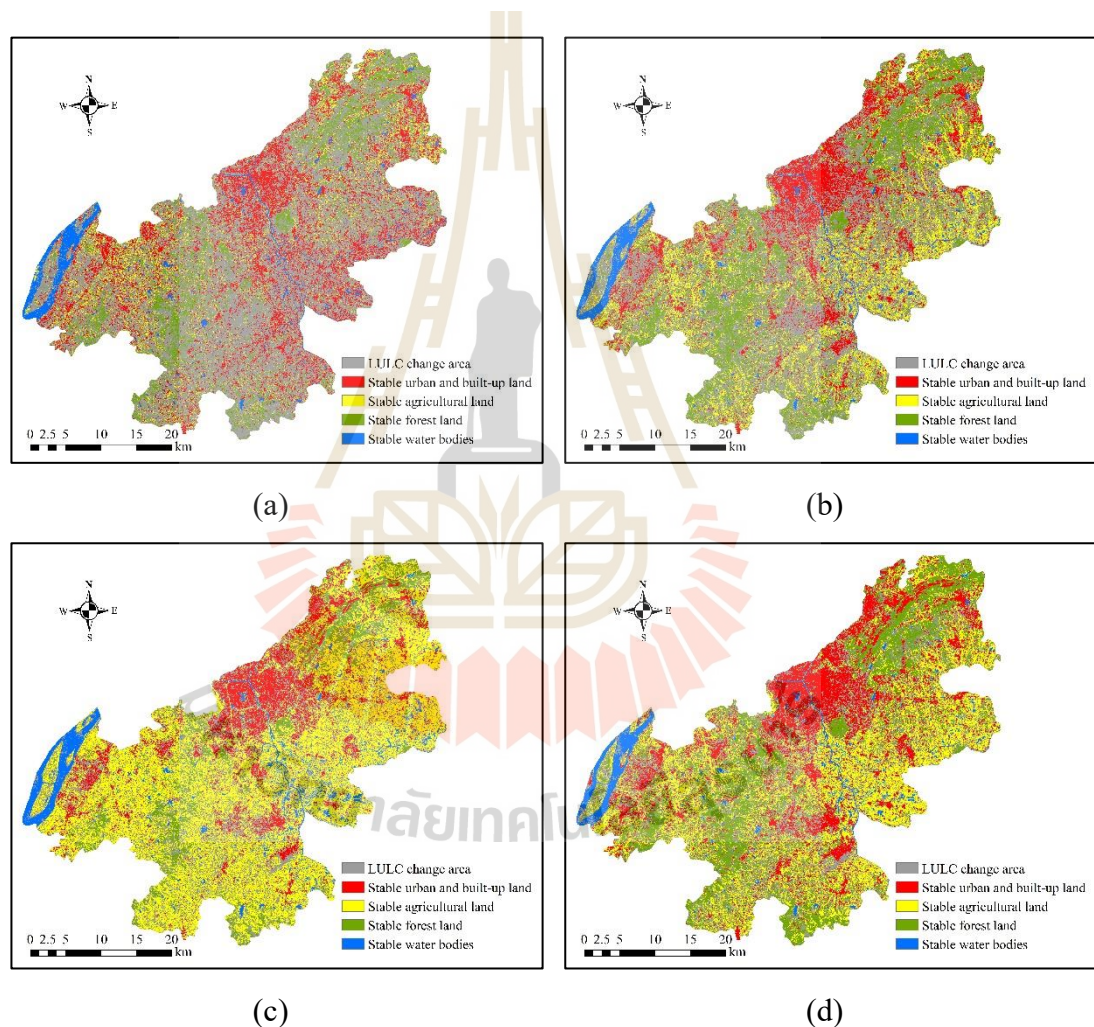 N
W E
S
LULC change area
Stable urban and built-up land
Stable agricultural land
Stable forest land
Stable water bodies
0 2.5 5 10 15 20
km
(a)
N
W E
S
LULC change area
Stable urban and built-up land
Stable agricultural land
Stable forest land
Stable water bodies
0 2.5 5 10 15 20
km
(b)
N
W E
S
LULC change area
Stable urban and built-up land
Stable agricultural land
Stable forest land
Stable water bodies
0 2.5 5 10 15 20
km
(c)
N
W E
S
LULC change area
Stable urban and built-up land
Stable agricultural land
Stable forest land
Stable water bodies
0 2.5 5 10 15 20
km
(d)